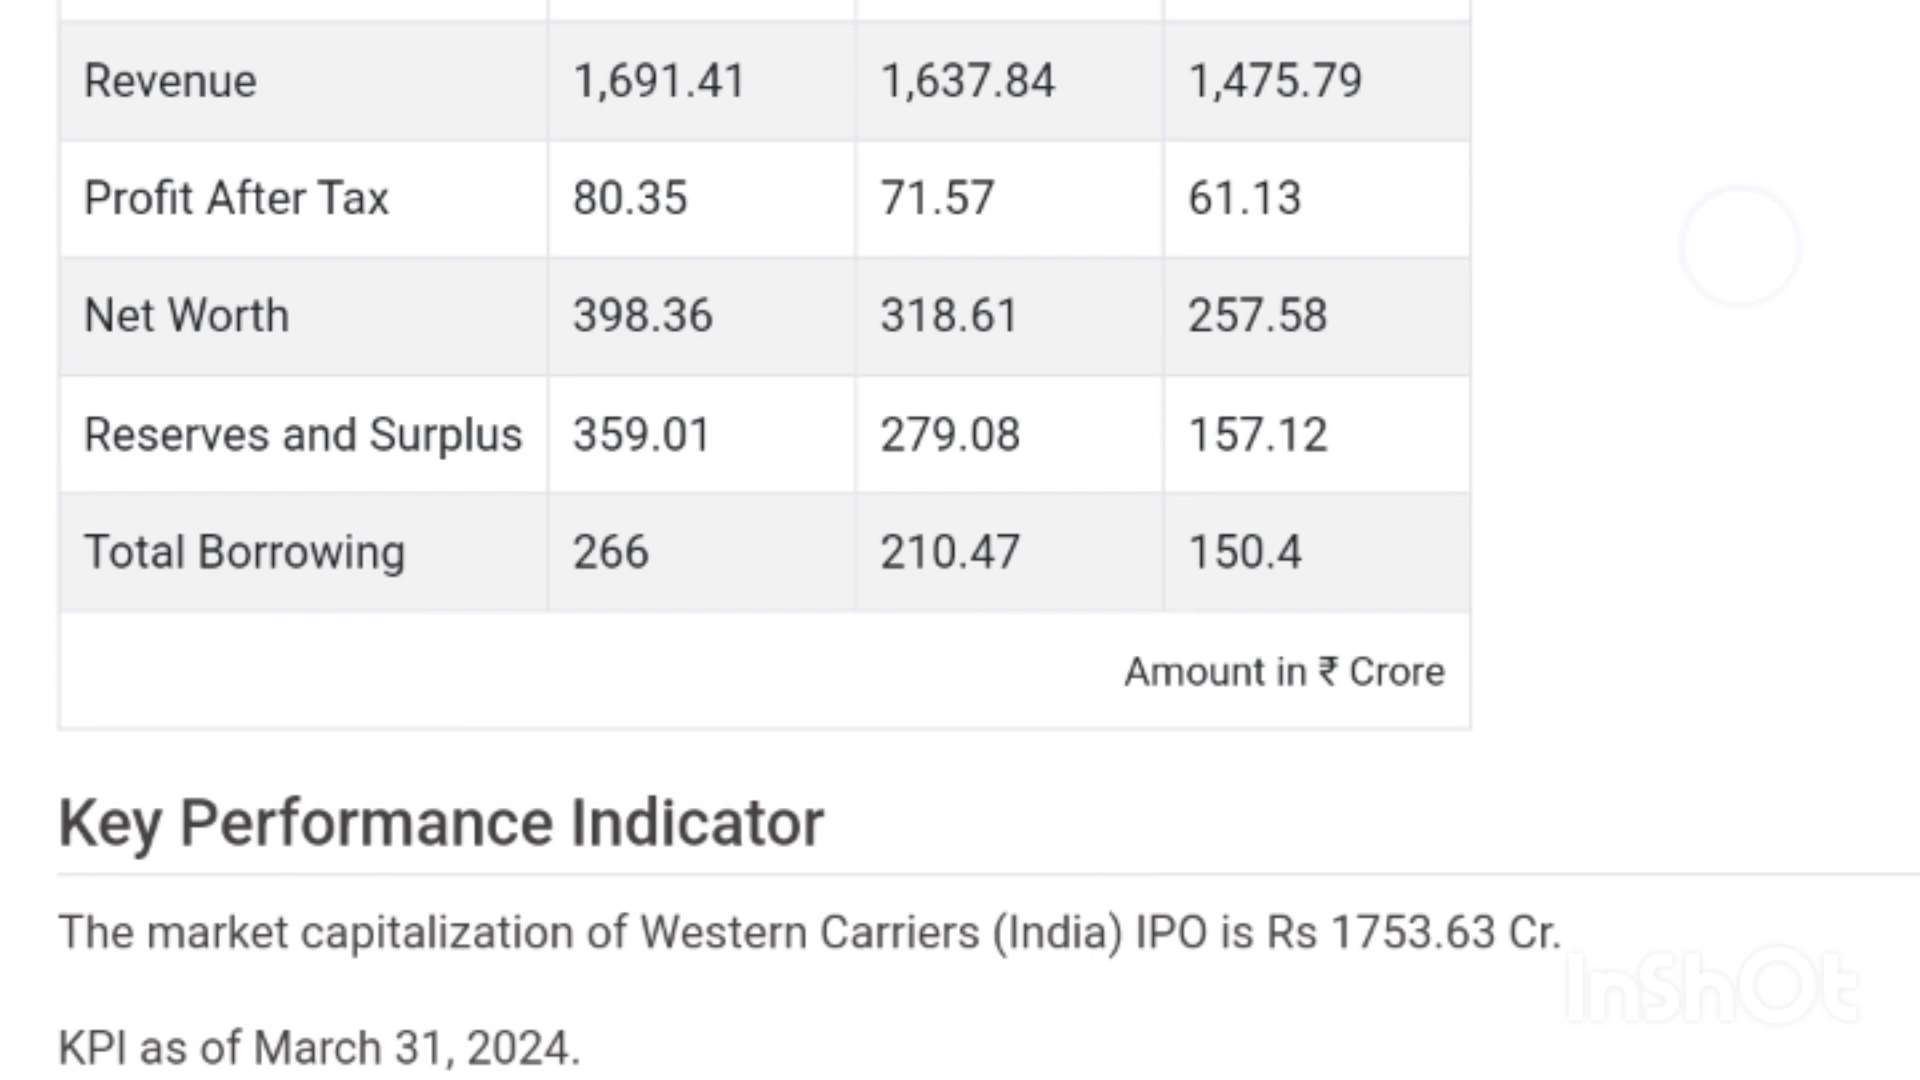 Revenue 1,691.41 1,637.84 1,475.79
Profit After Tax 80.35 71.57 61.13
Net Worth 398.36 318.61 257.58
Reserves and Surplus 359.01 279.08 157.12
Total Borrowing 266 210.47 150.4
Amount in ₹ Crore
Key Performance Indicator
The market capitalization of Western Carriers (India) IPO is Rs 1753.63 Cr.
InShOt
KPI as of March 31, 2024.